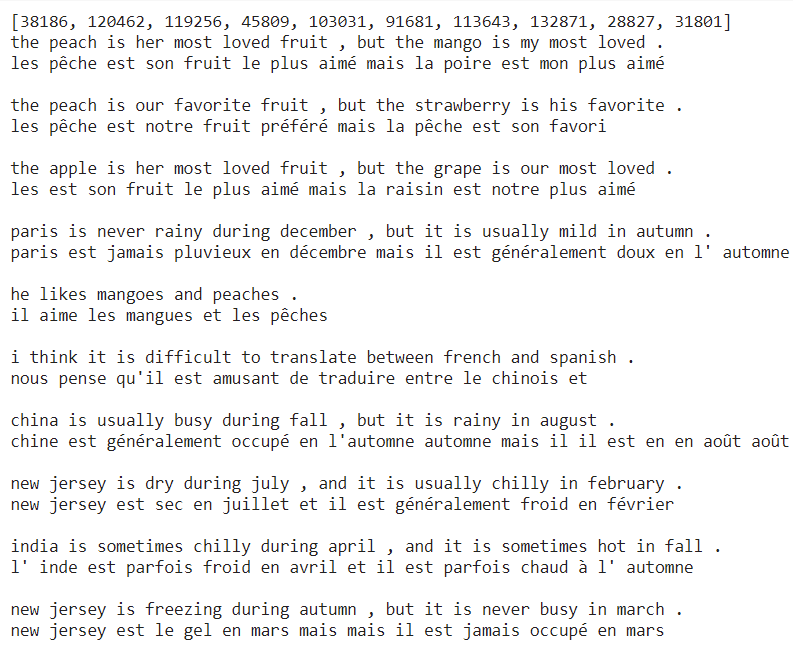 [38186, 120462, 119256, 45809, 103031, 91681, 113643, 132871, 28827, 31801]
the peach is her most loved fruit , but the mango is my most loved .
les pêche est son fruit le plus aimé mais la poire est mon plus aimé
the peach is our favorite fruit , but the strawberry is his favorite .
les pêche est notre fruit préféré mais la pêche est son favori
the apple is her most loved fruit , but the grape is our most loved .
les est son fruit le plus aimé mais la raisin est notre plus aimé
paris is never rainy during december , but it is usually mild in autumn .
paris est jamais pluvieux en décembre mais il est généralement doux en l' automne
he likes mangoes and peaches .
il aime les mangues et les pêches
i think it is difficult to translate between french and spanish .
nous pense qu'il est amusant de traduire entre le chinois et
china is usually busy during fall , but it is rainy in august .
chine est généralement occupé en l'automne automne mais il il est en en août août
new jersey is dry during july , and it is usually chilly in february .
new jersey est sec en juillet et il est généralement froid en février
india is sometimes chilly during april , and it is sometimes hot in fall .
l' inde est parfois froid en avril et il est parfois chaud à l' automne
new jersey is freezing during autumn , but it is never busy in march .
new jersey est le gel en mars mais mais il est jamais occupé en mars